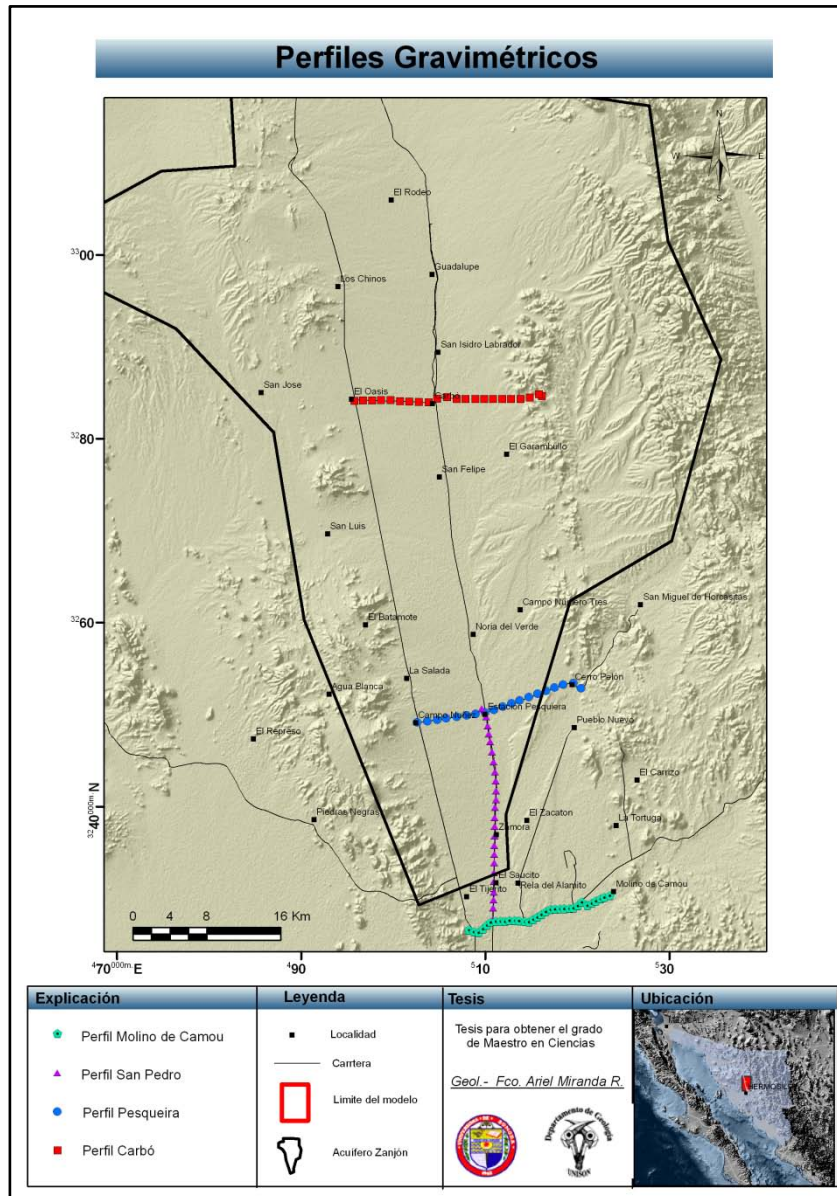 Perfiles Gravimétricos
N
W E
S
El Rodeo
3300
Guadalupe
Los Chinos
San Isidro Labrador
San Jose
El Oasis
Carbó
3280
El Garambullo
San Felipe
San Luis
3260
Campo Número Tres
San Miguel de Horcasitas
El Batamote
Noria del Verde
La Salada
Cerro Pelón
Agua Blanca
Estación Pesqueira
Campo Nuñez
Pueblo Nuevo
El Represo
El Carrizo
3240000m. N
Piedras Negras
El Zacaton
La Tortuga
Zamora
El Saucito
El Tijerito
Rela del Alamito
Molino de Camou
0 4 8 16 Km
470000m. E
490
510
530
Explicación
Perfil Molino de Camou
Perfil San Pedro
Perfil Pesqueira
Perfil Carbó
Leyenda
Localidad
Carrtera
Limite del modelo
Acuifero Zanjón
Tesis
Tesis para obtener el grado
de Maestro en Ciencias
Geol.- Fco. Ariel Miranda R.
Departamento de Geología
UNISON
Ubicación